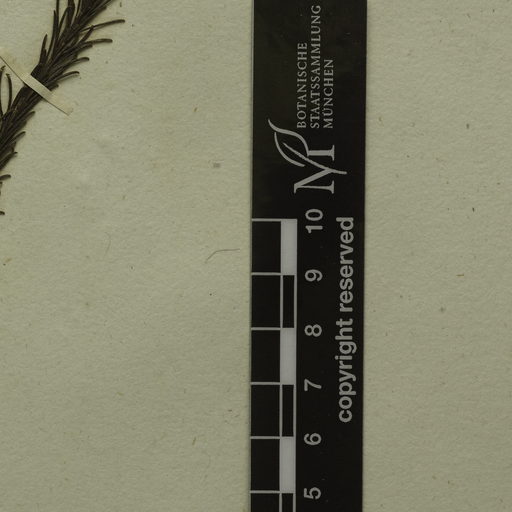 BOTANISCHE
STAATSSAMMLUNG
MÜNCHEN
M
10
9
8
7
6
5
copyright reserved